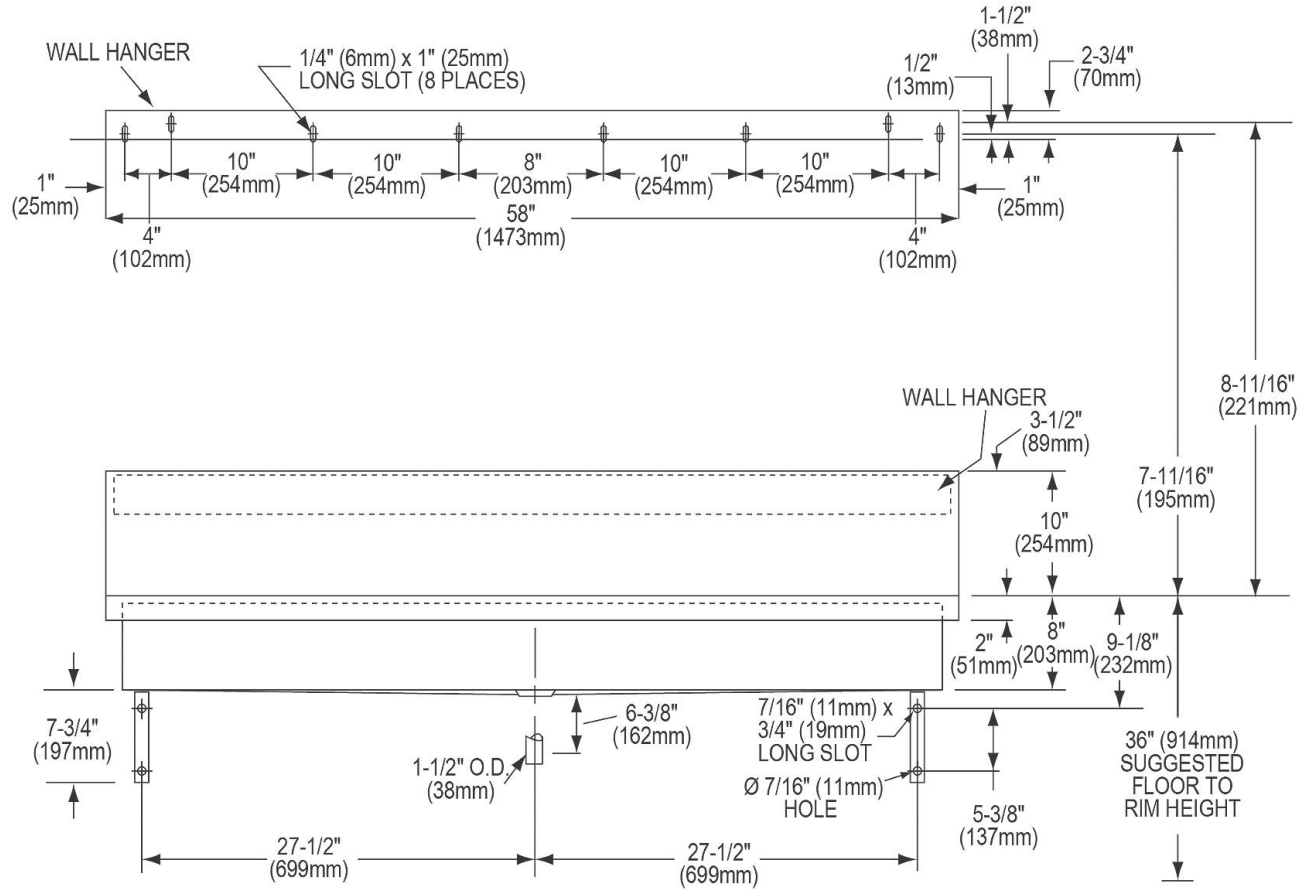 1-1/2"
(38mm)
WALL HANGER
1/4" (6mm) x 1" (25mm)
LONG SLOT (8 PLACES)
1/2"
(13mm)
2-3/4"
(70mm)
10"
(254mm)
10"
(254mm)
8"
(203mm)
10"
(254mm)
10"
(254mm)
1"
(25mm)
1"
(25mm)
58"
(1473mm)
4"
(102mm)
4"
(102mm)
8-11/16"
(221mm)
WALL HANGER
3-1/2"
(89mm)
7-11/16"
(195mm)
10"
(254mm)
2"
(51mm)
8"
(203mm)
9-1/8"
(232mm)
7-3/4"
(197mm)
6-3/8"
(162mm)
7/16" (11mm) x
3/4" (19mm)
LONG SLOT
1-1/2" O.D.
(38mm)
Ø 7/16" (11mm)
HOLE
36" (914mm)
SUGGESTED
FLOOR TO
RIM HEIGHT
5-3/8"
(137mm)
27-1/2"
(699mm)
27-1/2"
(699mm)